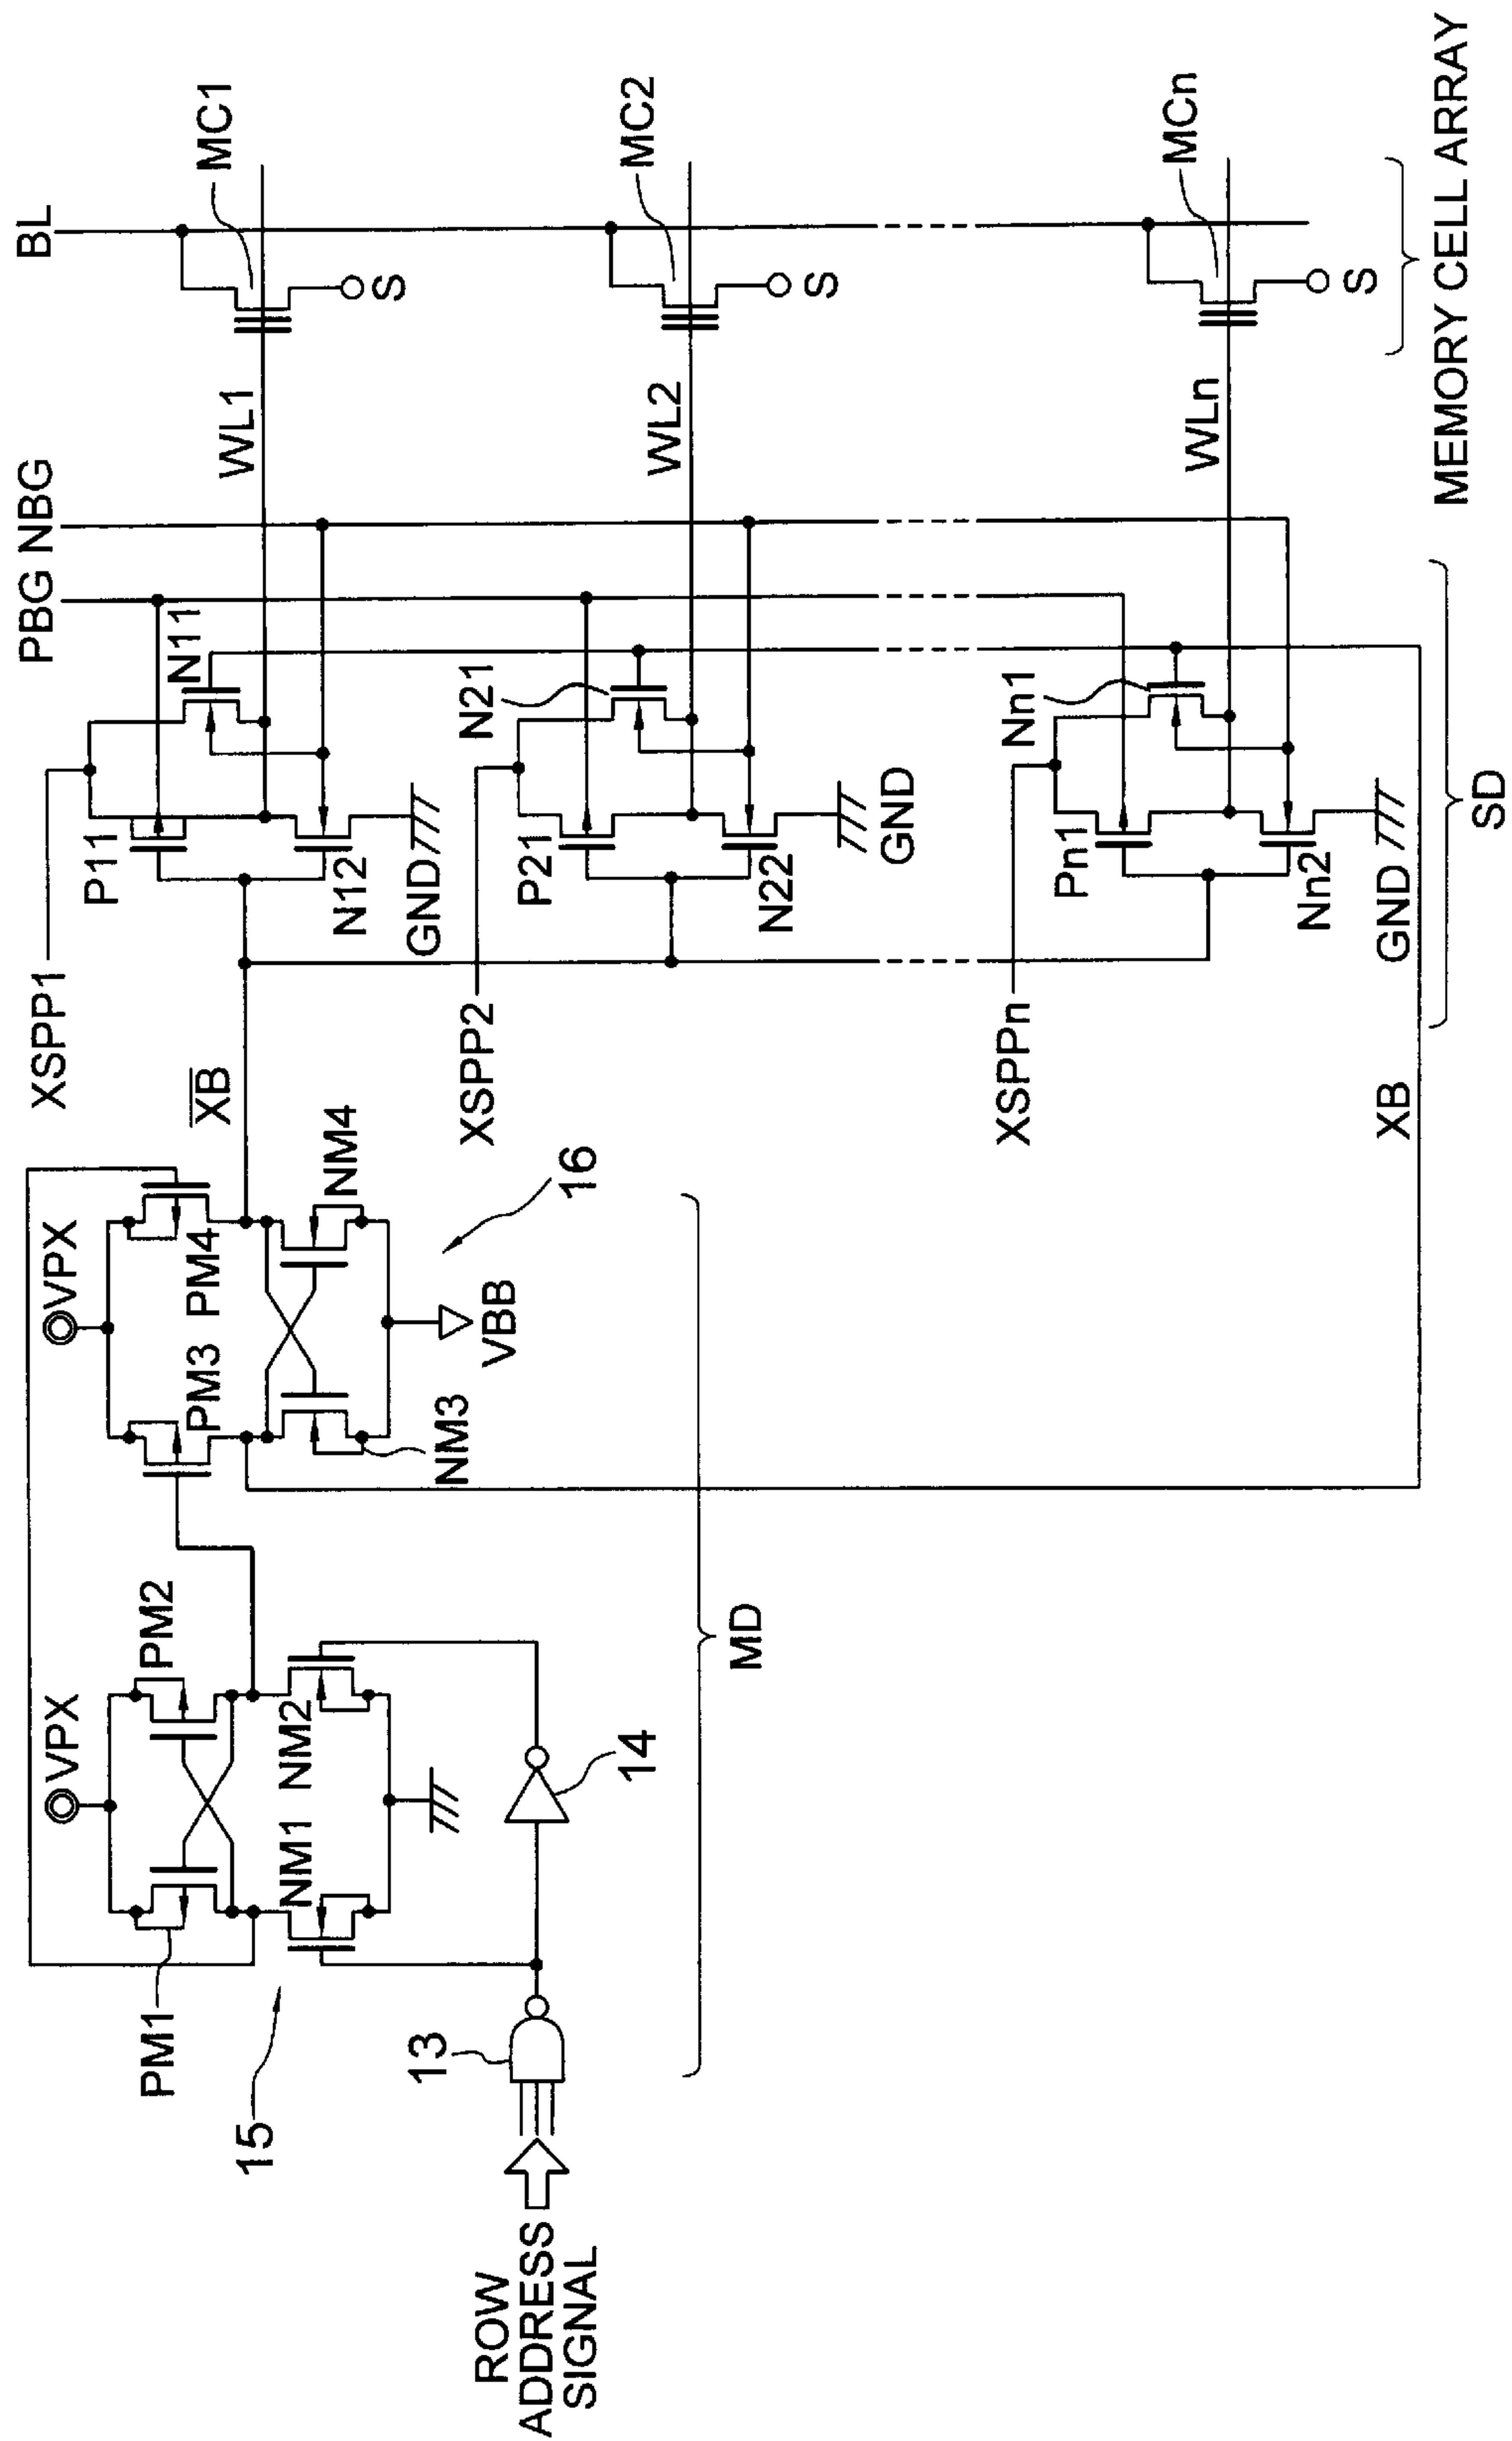 ROW
ADDRESS
SIGNAL
13
14
15
PM1
VPX
PM2
NM1
NM2
MD
VPX
PM3
PM4
NM3
NM4
VBB
16
XB
XB
XSPP1
P11
N11
N12
GND
XSPP2
P21
N21
N22
GND
XSPPn
Pn1
Nn1
Nn2
GND
SD
PBG
NBG
WL1
WL2
WLn
BL
MC1
S
MC2
S
MCn
S
MEMORY CELL ARRAY